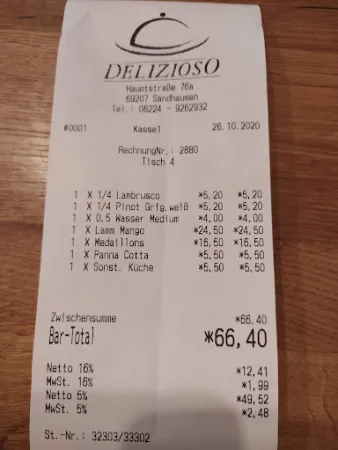 DELIZIOSO
Hauptstraße 76a
69207 Sandhausen
Tel.: 06224 - 9262932
#0001 Kasse1 26.10.2020
RechnungNr.: 2880
Tisch 4
1 X 1/4 Lambrusco *5,20 *5,20
1 X 1/4 Pinot Grig.weiß *5,20 *5,20
1 X 0,5 Wasser Medium *4,00 *4,00
1 X Lamm Mango *24,50 *24,50
1 X Medaillons *16,50 *16,50
1 X Panna Cotta *5,50 *5,50
1 X Sonst. Küche *5,50 *5,50
Zwischensumme *66,40
Bar-Total *66,40
Netto 16% *12,41
MwSt. 16% *1,99
Netto 5% *49,52
MwSt. 5% *2,48
St.-Nr.: 32303/33302